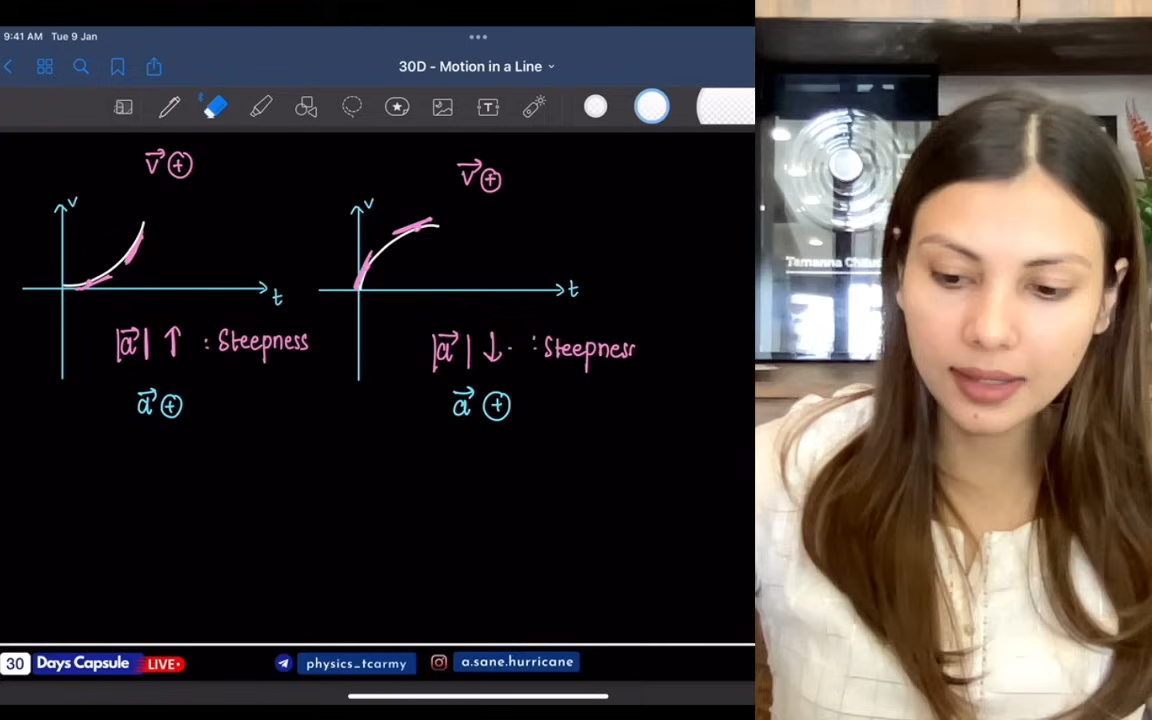 9:41 AM Tue 9 Jan
30D - Motion in a Line
T
v⃗ ⊕
v⃗ ⊕
v
v
t
t
|a⃗| ↑ : Steepness
|a⃗| ↓ : Steepness
a⃗ ⊕
a⃗ ⊕
30 Days Capsule LIVE
physics_tcarmy
a.sane.hurricane